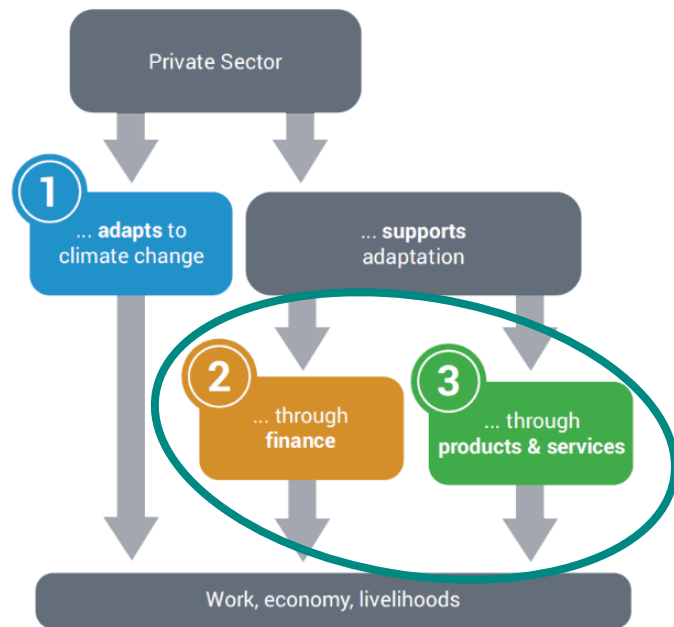 Private Sector
1
... adapts to
climate change
... supports
adaptation
2
... through
finance
3
... through
products & services
Work, economy, livelihoods